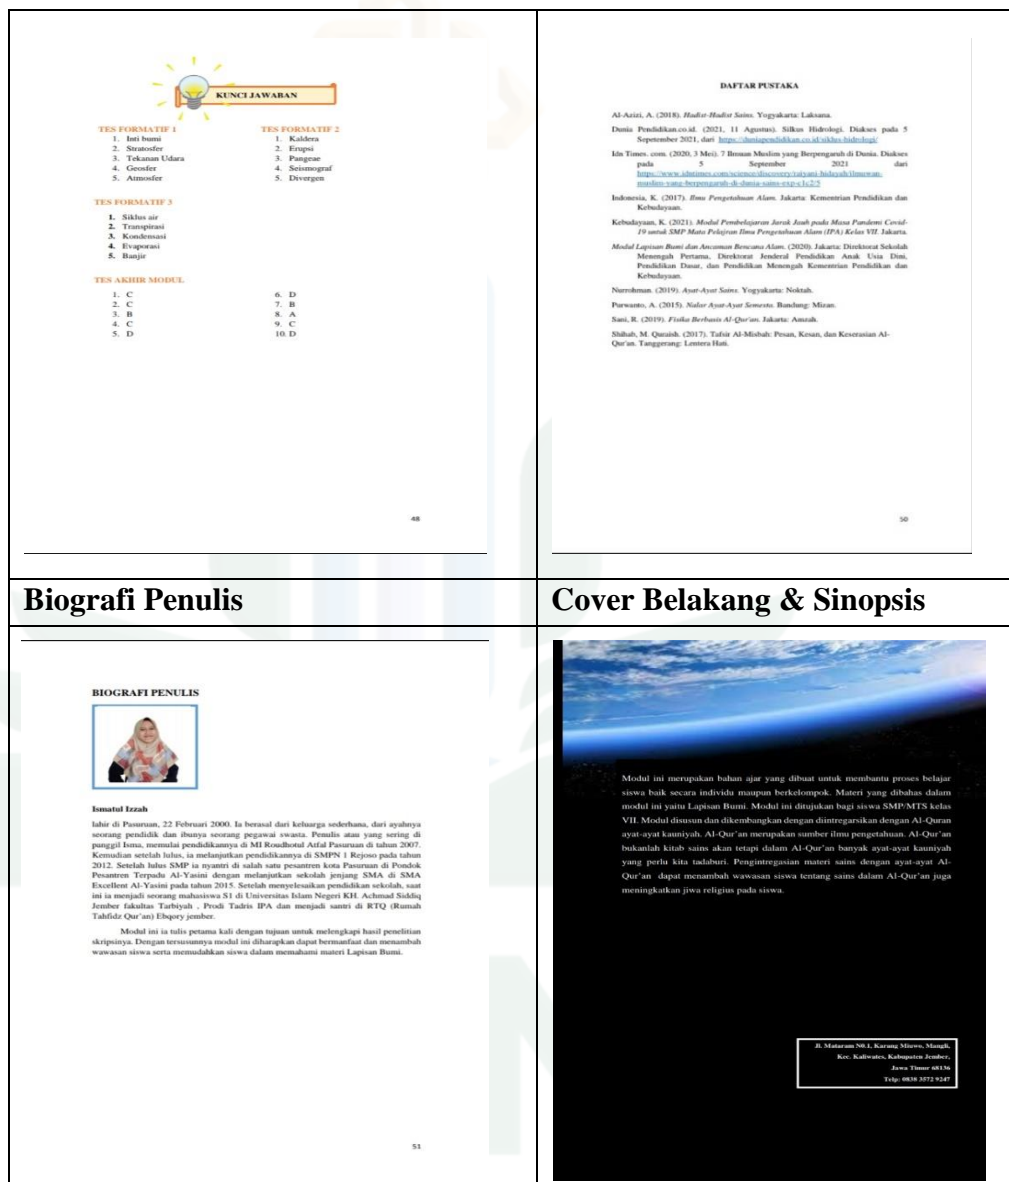 KUNCI JAWABAN
TES FORMATIF 1
1. Inti bumi
2. Stratosfer
3. Tekanan Udara
4. Geosfer
5. Atmosfer
TES FORMATIF 2
1. Kaldera
2. Erupsi
3. Pangeae
4. Seismograf
5. Divergen
TES FORMATIF 3
1. Siklus air
2. Transpirasi
3. Kondensasi
4. Evaporasi
5. Banjir
TES AKHIR MODUL
1. C
2. C
3. B
4. C
5. D
6. D
7. B
8. A
9. C
10. D
48
DAFTAR PUSTAKA
Al-Azizi, A. (2018). Hadist-Hadist Sains. Yogyakarta: Laksana.
Dunia Pendidikan.co.id. (2021, 11 Agustus). Silkus Hidrologi. Diakses pada 5
Sepetember 2021, dari https://duniapendidikan.co.id/siklus-hidrologi/
Idn Times. com. (2020, 3 Mei). 7 Ilmuan Muslim yang Berpengaruh di Dunia. Diakses
pada 5 September 2021 dari
https://www.idntimes.com/science/discovery/raiyani-hidayah/ilmuwan-
muslim-yang-berpengaruh-di-dunia-sains-exp-c1c2/5
Indonesia, K. (2017). Ilmu Pengetahuan Alam. Jakarta: Kementrian Pendidikan dan
Kebudayaan.
Kebudayaan, K. (2021). Modul Pembelajaran Jarak Jauh pada Masa Pandemi Covid-
19 untuk SMP Mata Pelajran Ilmu Pengetahuan Alam (IPA) Kelas VII. Jakarta.
Modul Lapisan Bumi dan Ancaman Bencana Alam. (2020). Jakarta: Direktorat Sekolah
Menengah Pertama, Direktorat Jenderal Pendidikan Anak Usia Dini,
Pendidikan Dasar, dan Pendidikan Menengah Kementrian Pendidikan dan
Kebudayaan.
Nurrohman. (2019). Ayat-Ayat Sains. Yogyakarta: Noktah.
Purwanto, A. (2015). Nalar Ayat-Ayat Semesta. Bandung: Mizan.
Sani, R. (2019). Fisika Berbasis Al-Qur'an. Jakarta: Amzah.
Shihab, M. Quraish. (2017). Tafsir Al-Misbah: Pesan, Kesan, dan Keserasian Al-
Qur'an. Tanggerang: Lentera Hati.
50
Biografi Penulis
Cover Belakang & Sinopsis
BIOGRAFI PENULIS
Ismatul Izzah
lahir di Pasuruan, 22 Februari 2000. Ia berasal dari keluarga sederhana, dari ayahnya
seorang pendidik dan ibunya seorang pegawai swasta. Penulis atau yang sering di
panggil Isma, memulai pendidikannya di MI Roudhotul Atfal Pasuruan di tahun 2007.
Kemudian setelah lulus, ia melanjutkan pendidikannya di SMPN 1 Rejoso pada tahun
2012. Setelah lulus SMP ia nyantri di salah satu pesantren kota Pasuruan di Pondok
Pesantren Terpadu Al-Yasini dengan melanjutkan sekolah jenjang SMA di SMA
Excellent Al-Yasini pada tahun 2015. Setelah menyelesaikan pendidikan sekolah, saat
ini ia menjadi seorang mahasiswa S1 di Universitas Islam Negeri KH. Achmad Siddiq
Jember fakultas Tarbiyah , Prodi Tadris IPA dan menjadi santri di RTQ (Rumah
Tahfidz Qur'an) Ebqory jember.
Modul ini ia tulis petama kali dengan tujuan untuk melengkapi hasil penelitian
skripsinya. Dengan tersusunnya modul ini diharapkan dapat bermanfaat dan menambah
wawasan siswa serta memudahkan siswa dalam memahami materi Lapisan Bumi.
51
Modul ini merupakan bahan ajar yang dibuat untuk membantu proses belajar
siswa baik secara individu maupun berkelompok. Materi yang dibahas dalam
modul ini yaitu Lapisan Bumi. Modul ini ditujukan bagi siswa SMP/MTS kelas
VII. Modul disusun dan dikembangkan dengan diintregarsikan dengan Al-Quran
ayat-ayat kauniyah. Al-Qur'an merupakan sumber ilmu pengetahuan. Al-Qur'an
bukanlah kitab sains akan tetapi dalam Al-Qur'an banyak ayat-ayat kauniyah
yang perlu kita tadaburi. Pengintregasian materi sains dengan ayat-ayat Al-
Qur'an dapat menambah wawasan siswa tentang sains dalam Al-Qur'an juga
meningkatkan jiwa religius pada siswa.
Jl. Mataram N0.1, Karang Miuwo, Mangli,
Kec. Kaliwates, Kabupaten Jember,
Jawa Timur 68136
Telp: 0838 3572 9247